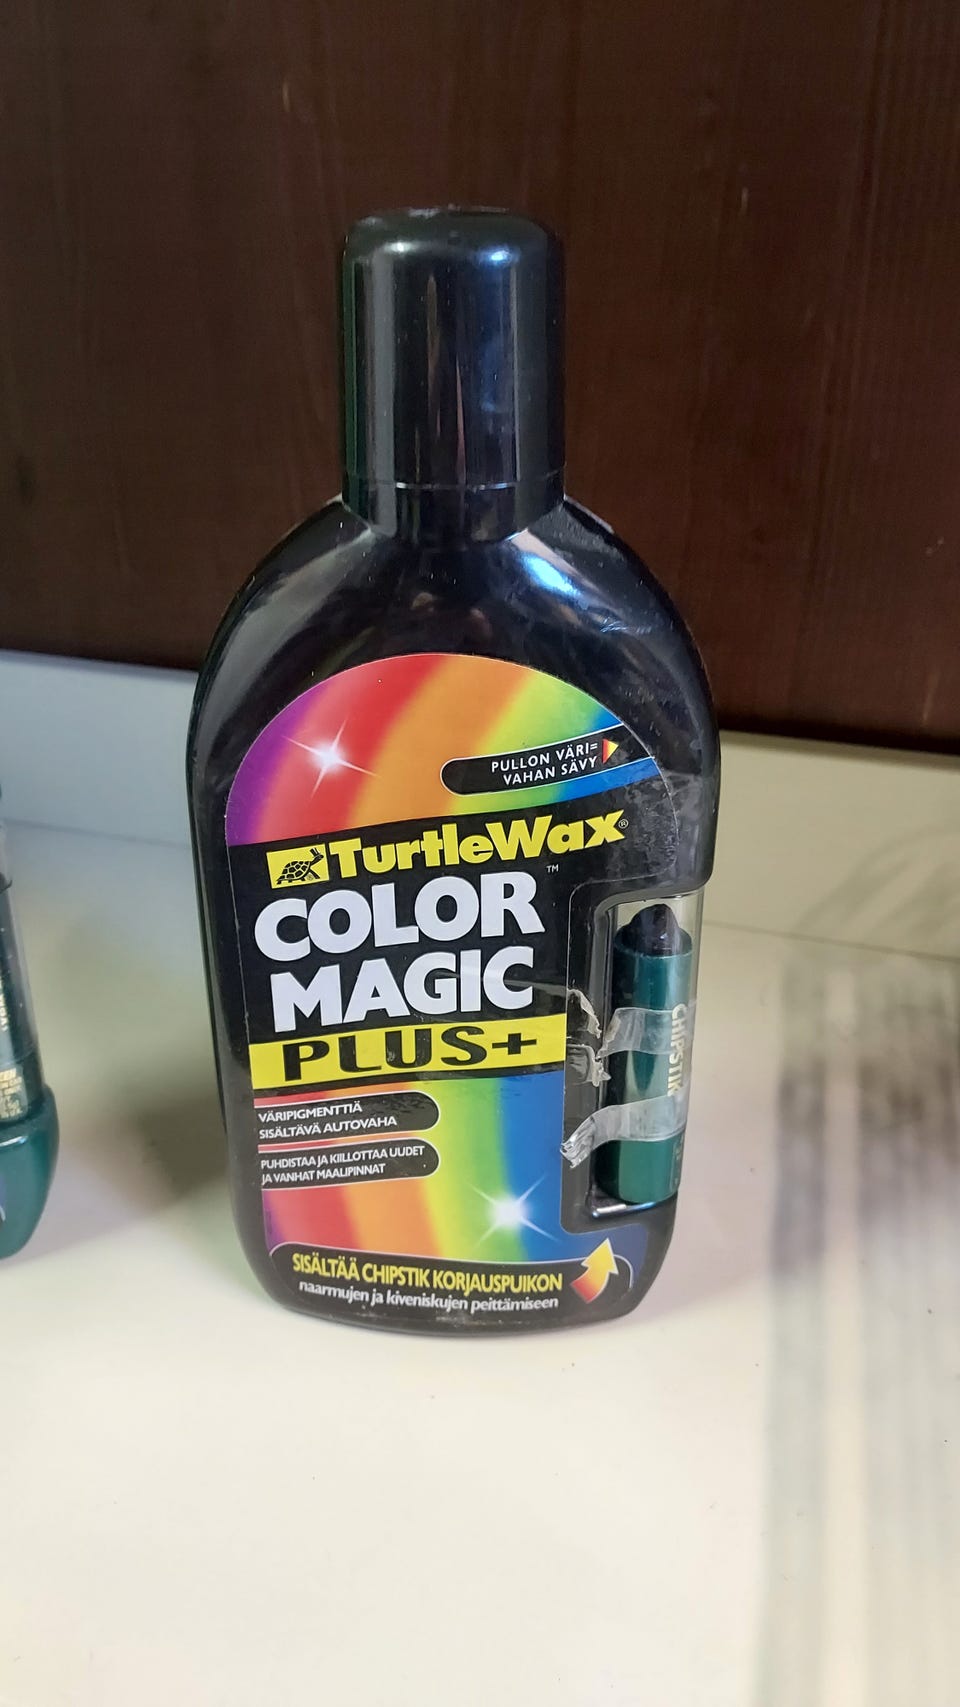 PULLON VÄRI=
VAHAN SÄVY
TurtleWax®
COLOR™
MAGIC
PLUS+
VÄRIPIGMENTTIÄ
SISÄLTÄVÄ AUTOVAHA
PUHDISTAA JA KIILLOTTAA UUDET
JA VANHAT MAALIPINNAT
CHIPSTIK
SISÄLTÄÄ CHIPSTIK KORJAUSPUIKON
naarmujen ja kiveniskujen peittämiseen